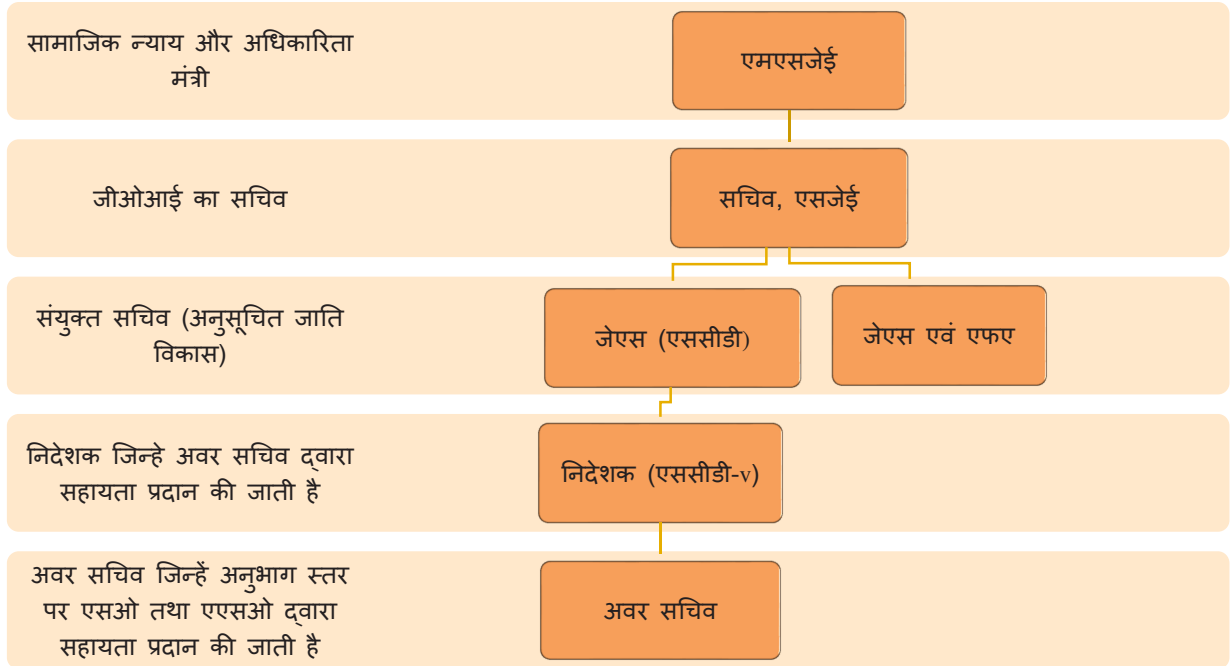 सामाजिक न्याय और अधिकारिता
मंत्री
एमएसजेई
जीओआई का सचिव
सचिव, एसजेई
संयुक्त सचिव (अनुसूचित जाति
विकास)
जेएस (एससीडी)
जेएस एवं एफए
निदेशक जिन्हे अवर सचिव द्वारा
सहायता प्रदान की जाती है
निदेशक (एससीडी-v)
अवर सचिव जिन्हें अनुभाग स्तर
पर एसओ तथा एएसओ द्वारा
सहायता प्रदान की जाती है
अवर सचिव